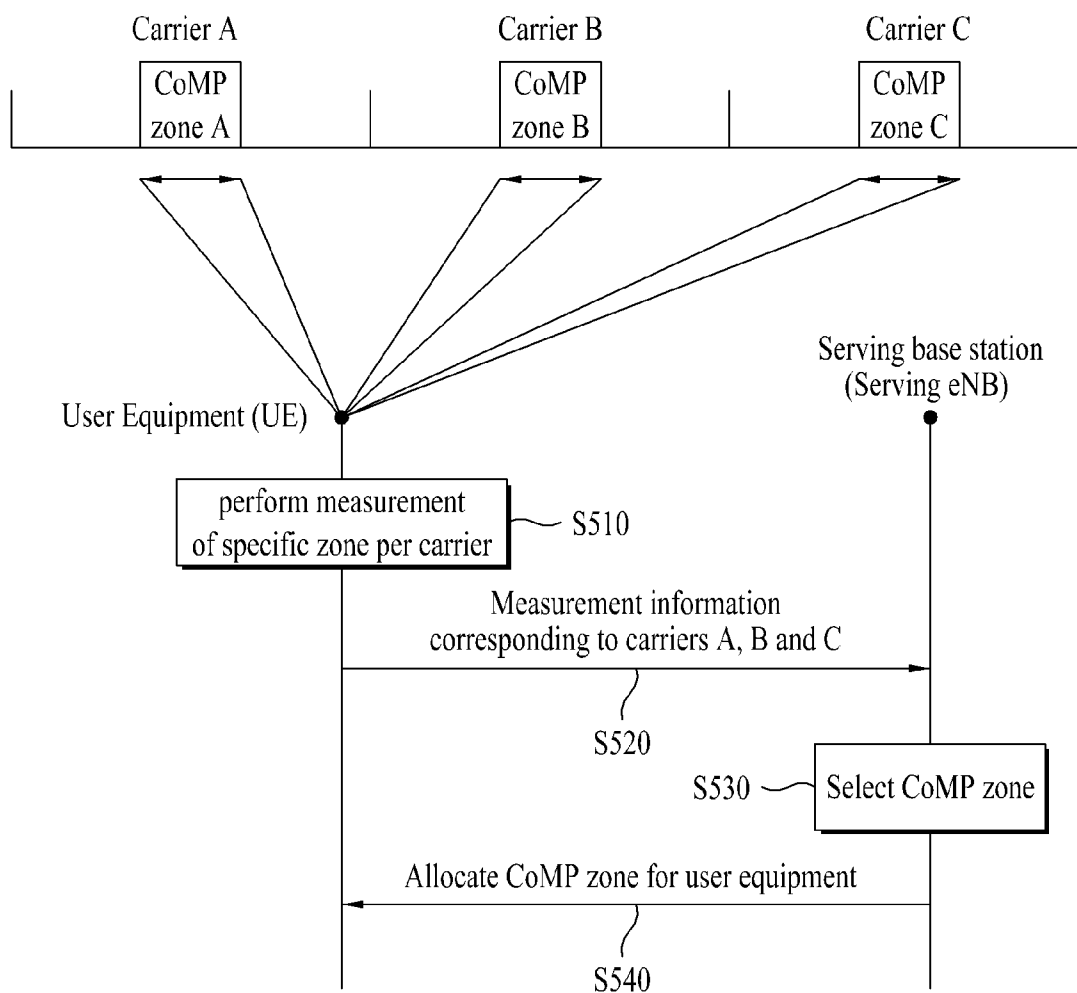 Carrier A
Carrier B
Carrier C
CoMP
zone A
CoMP
zone B
CoMP
zone C
Serving base station
(Serving eNB)
User Equipment (UE)
perform measurement
of specific zone per carrier
S510
Measurement information
corresponding to carriers A, B and C
S520
S530
Select CoMP zone
Allocate CoMP zone for user equipment
S540